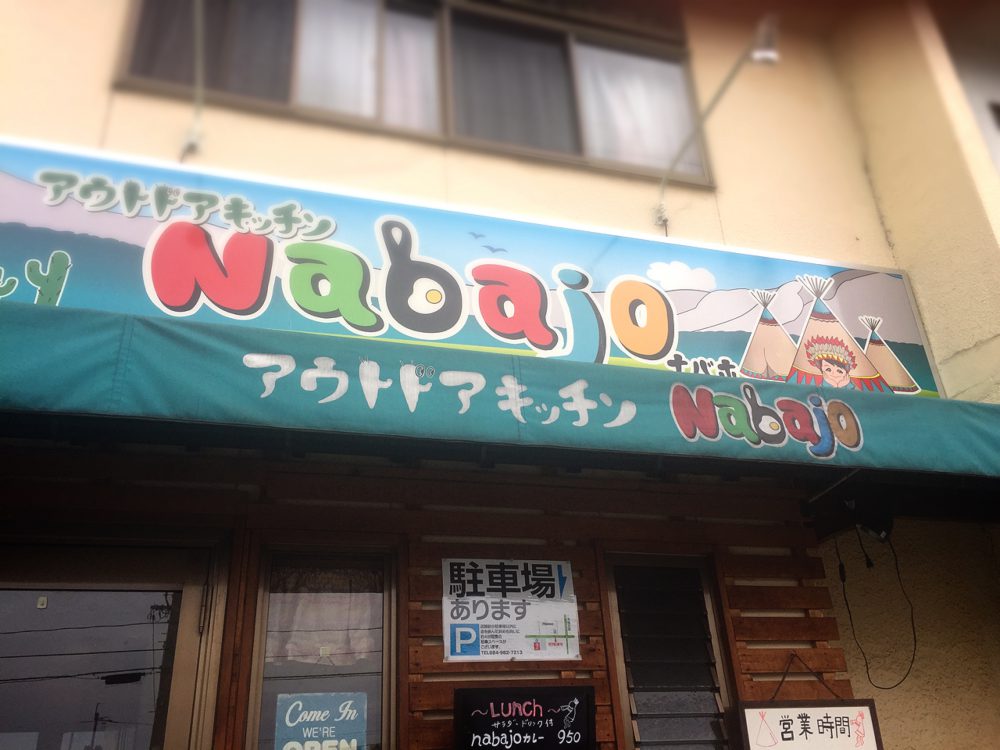 アウトドアキッチン
Nabajo
ナバホ
アウトドアキッチン Nabajo
駐車場
あります
P
TEL084-982-7213
Come In
WE'RE
OPEN
~LUNCH~
サラダ・ドリンク付
nabajoカレー 950
営業時間